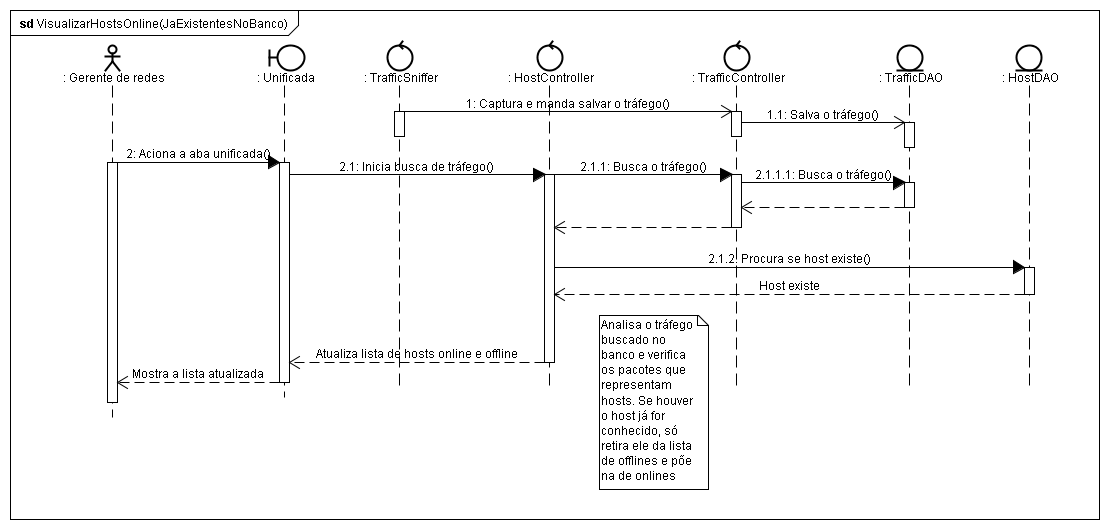 sd VisualizarHostsOnline(JaExistentesNoBanco)
: Gerente de redes
: Unificada
: TrafficSniffer
: HostController
: TrafficController
: TrafficDAO
: HostDAO
1: Captura e manda salvar o tráfego()
1.1: Salva o tráfego()
2: Aciona a aba unificada()
2.1: Inicia busca de tráfego()
2.1.1: Busca o tráfego()
2.1.1.1: Busca o tráfego()
2.1.2: Procura se host existe()
Host existe
Analisa o tráfego
buscado no
banco e verifica
os pacotes que
representam
hosts. Se houver
o host já for
conhecido, só
retira ele da lista
de offlines e põe
na de onlines
Atualiza lista de hosts online e offline
Mostra a lista atualizada